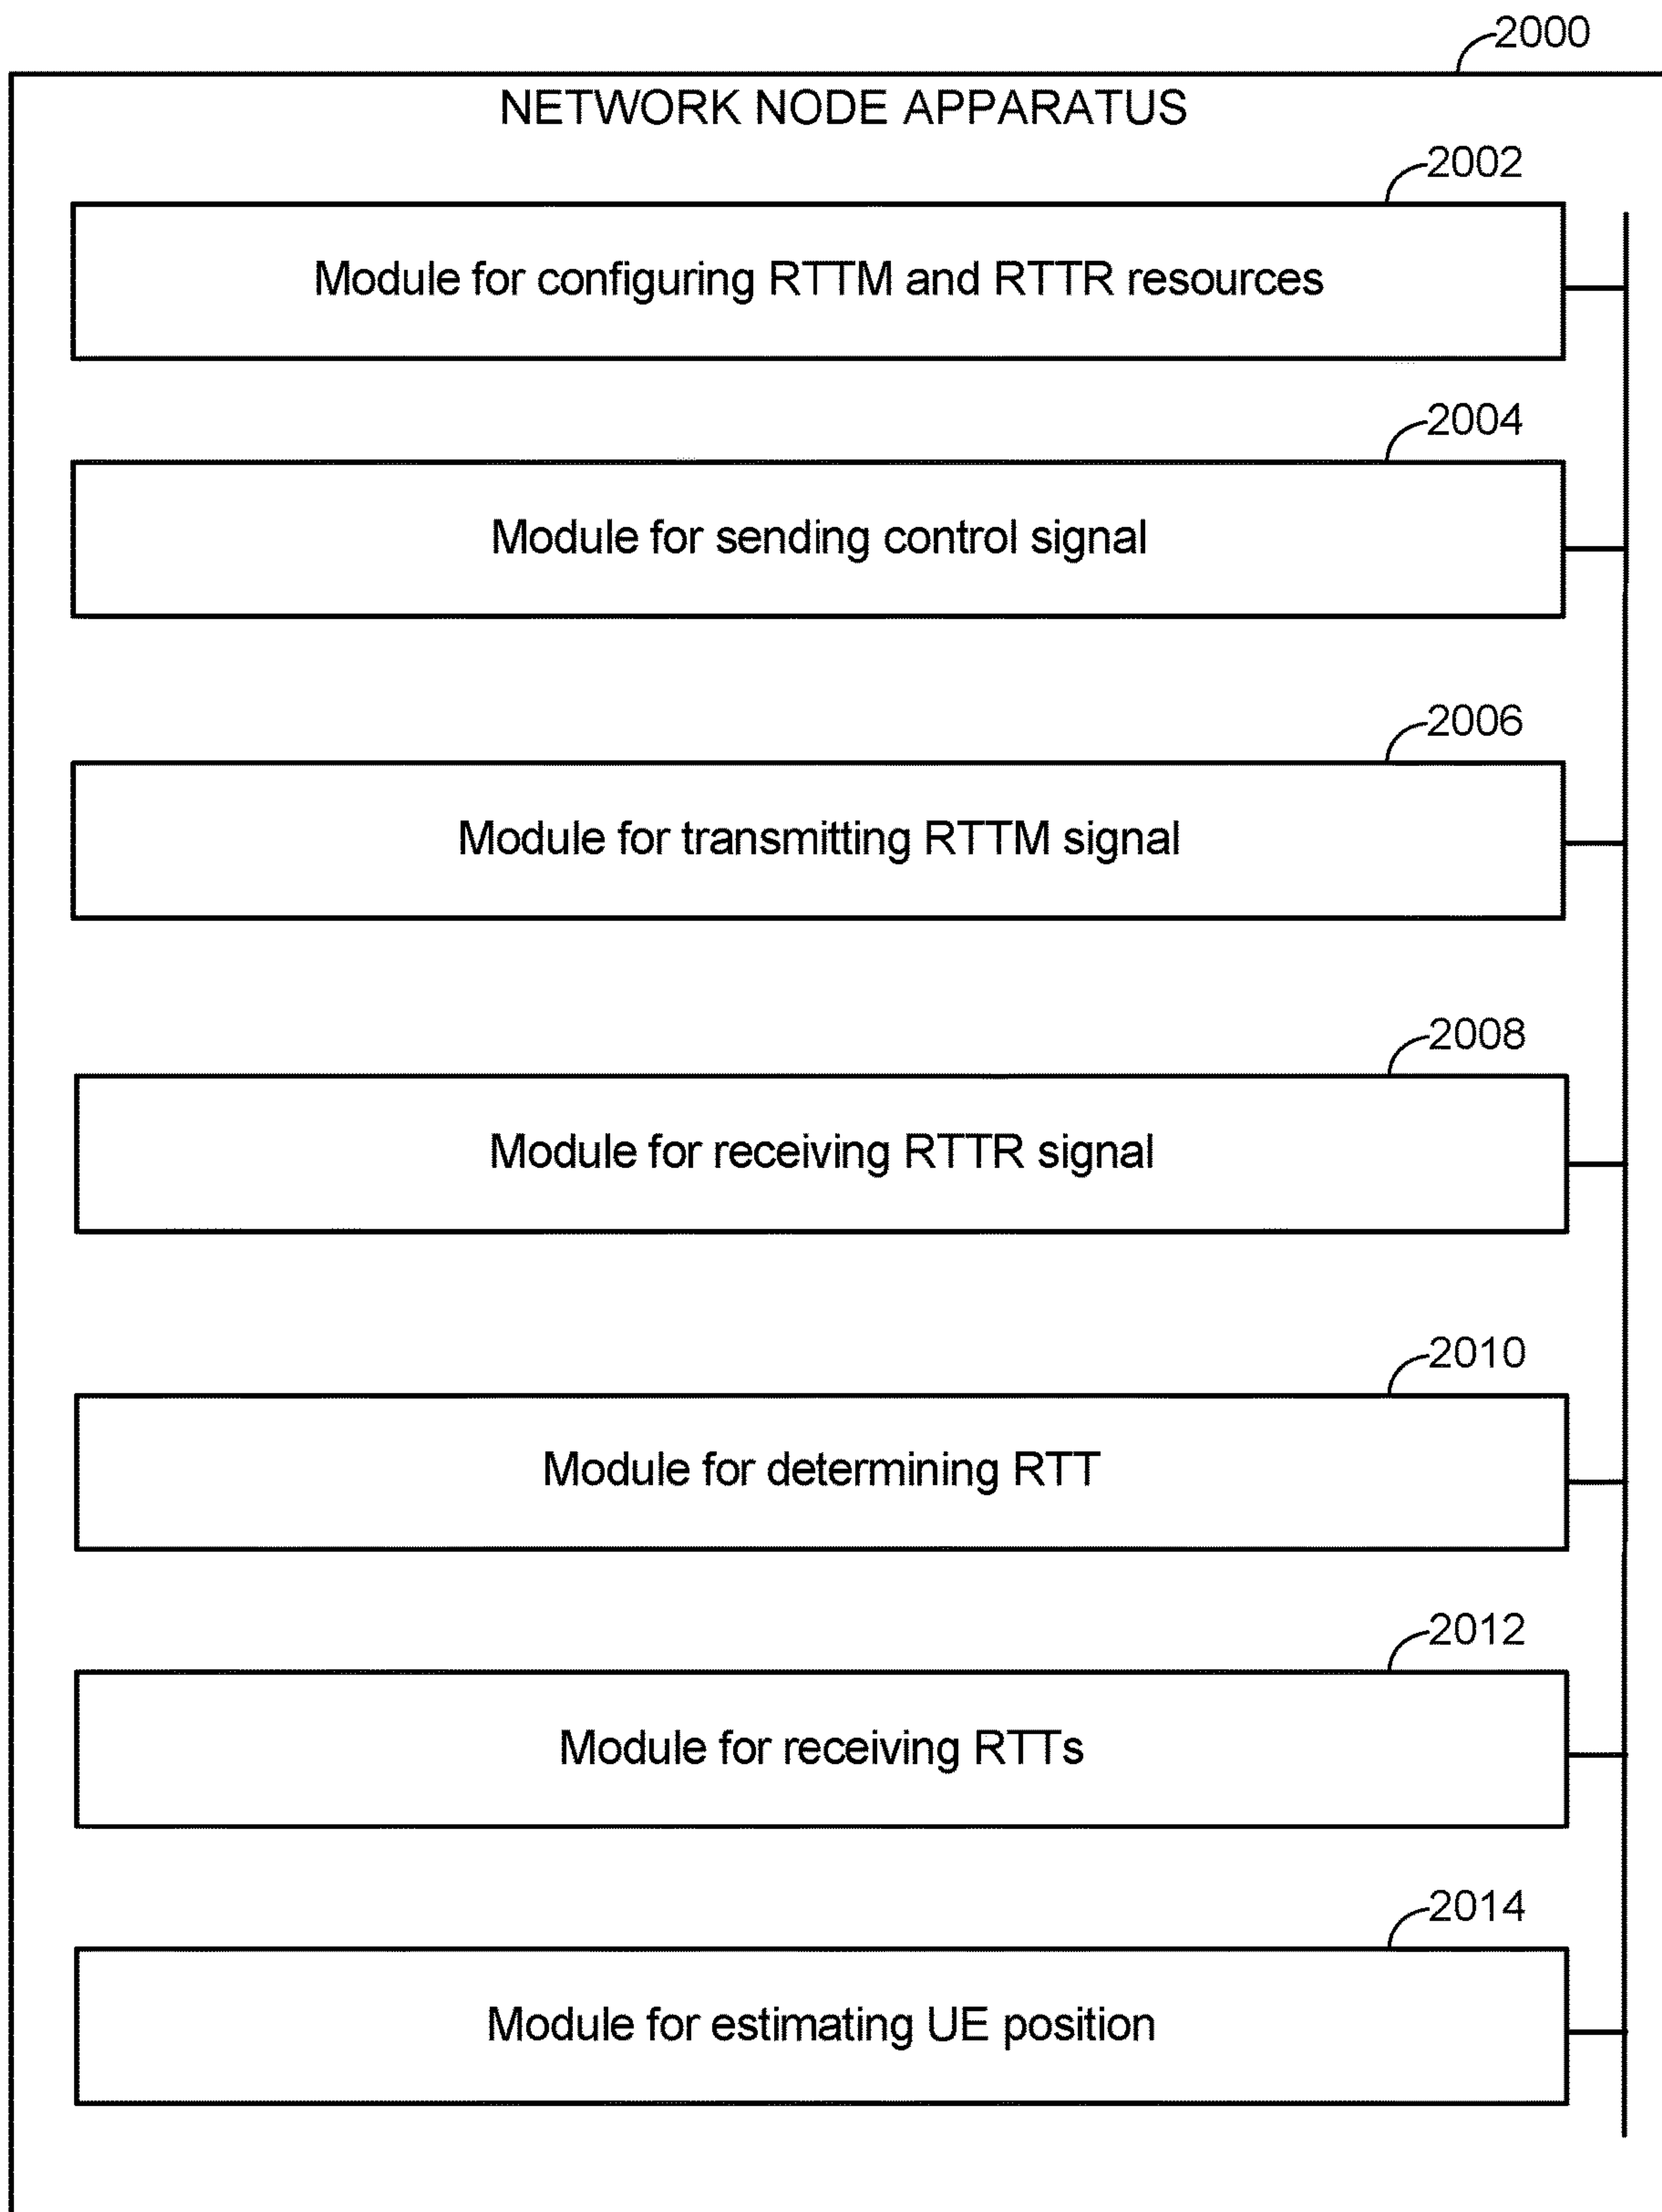 2000
NETWORK NODE APPARATUS
2002
Module for configuring RTTM and RTTR resources
2004
Module for sending control signal
2006
Module for transmitting RTTM signal
2008
Module for receiving RTTR signal
2010
Module for determining RTT
2012
Module for receiving RTTs
2014
Module for estimating UE position